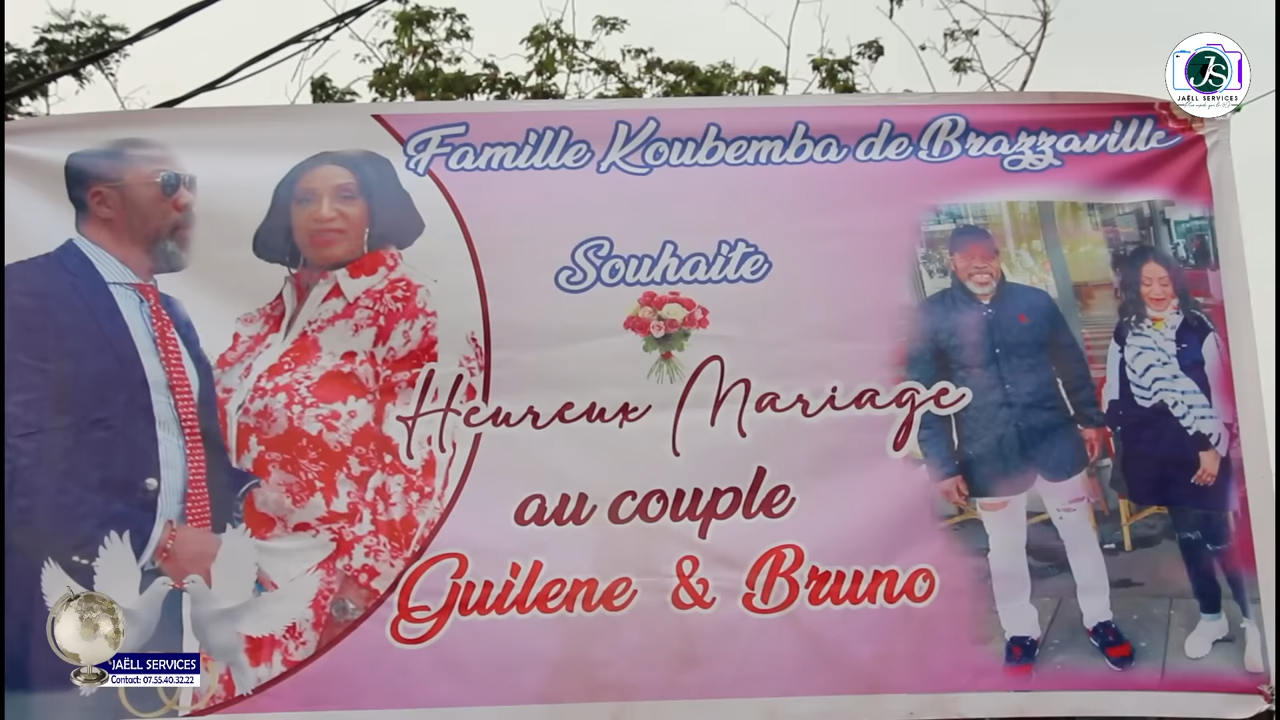 Famille Koubemba de Brazzaville
Souhaite
Heureux Mariage
au couple
Guilene & Bruno
JS
JAËLL SERVICES
JAËLL SERVICES
Contact: 07.55.40.32.22